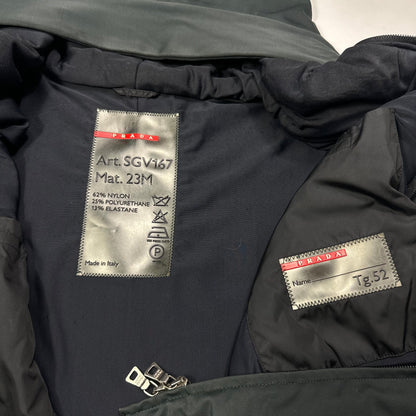 PRADA
Art. SGV167
Mat. 23M
62% NYLON
25% POLYURETHANE
13% ELASTANE
P
Made in Italy
PRADA
Name
Tg.52